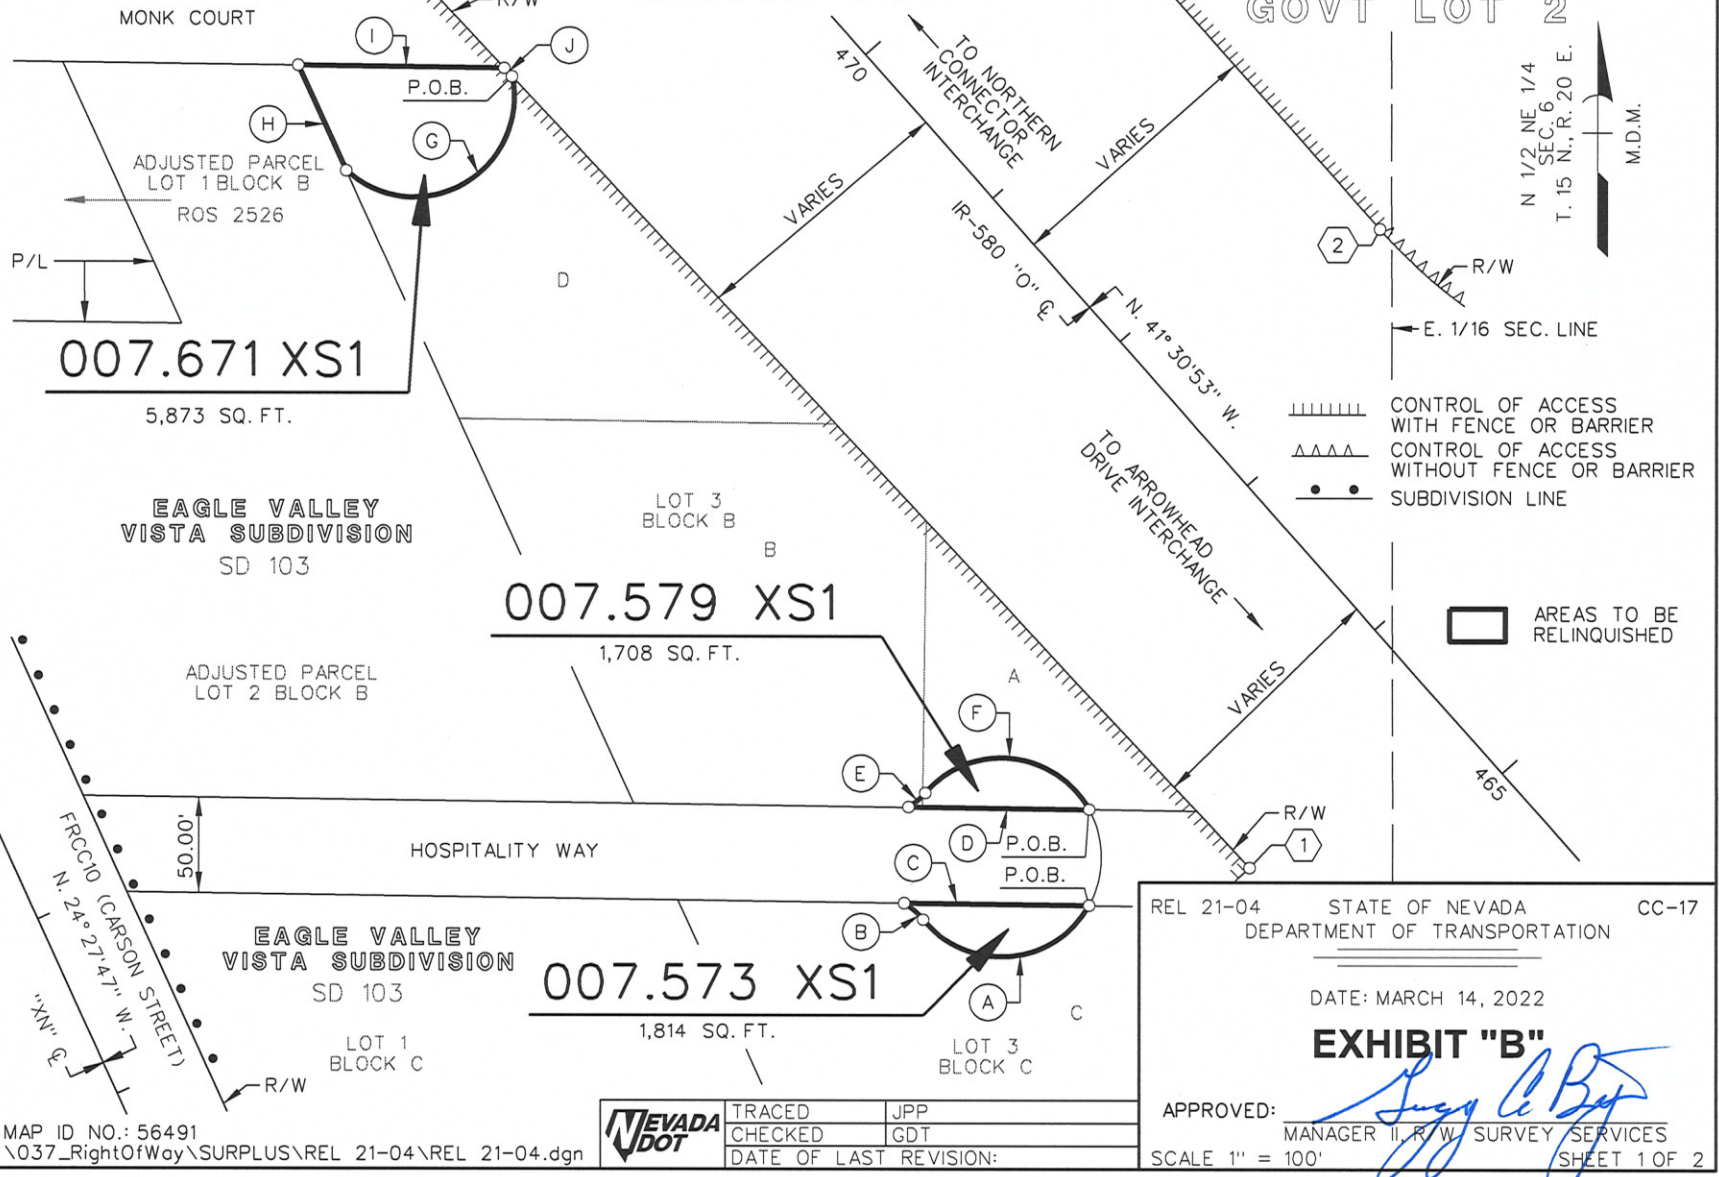 MONK COURT
R/W
GOVT LOT 2
I
J
P.O.B.
H
G
ADJUSTED PARCEL
LOT 1 BLOCK B
ROS 2526
P/L
D
007.671 XS1
5,873 SQ. FT.
470
TO NORTHERN
CONNECTOR
INTERCHANGE
VARIES
VARIES
IR-580 "O" ℄
N. 41° 30'53" W.
2
R/W
N 1/2 NE 1/4
SEC. 6
T. 15 N., R. 20 E.
M.D.M.
E. 1/16 SEC. LINE
CONTROL OF ACCESS
WITH FENCE OR BARRIER
CONTROL OF ACCESS
WITHOUT FENCE OR BARRIER
SUBDIVISION LINE
TO ARROWHEAD
DRIVE INTERCHANGE
AREAS TO BE
RELINQUISHED
EAGLE VALLEY
VISTA SUBDIVISION
SD 103
LOT 3
BLOCK B
B
007.579 XS1
1,708 SQ. FT.
ADJUSTED PARCEL
LOT 2 BLOCK B
A
VARIES
F
E
465
50.00'
HOSPITALITY WAY
D
P.O.B.
C
P.O.B.
R/W
1
FRCC10 (CARSON STREET)
N. 24° 27'47" W.
"XN" ℄
B
EAGLE VALLEY
VISTA SUBDIVISION
SD 103
007.573 XS1
1,814 SQ. FT.
A
C
LOT 1
BLOCK C
LOT 3
BLOCK C
R/W
REL 21-04
STATE OF NEVADA
CC-17
DEPARTMENT OF TRANSPORTATION
DATE: MARCH 14, 2022
EXHIBIT "B"
APPROVED:
MANAGER II, R/W SURVEY SERVICES
SCALE 1" = 100'
SHEET 1 OF 2
MAP ID NO.: 56491
\037_RightOfWay\SURPLUS\REL 21-04\REL 21-04.dgn
NEVADA
DOT
TRACED JPP
CHECKED GDT
DATE OF LAST REVISION: